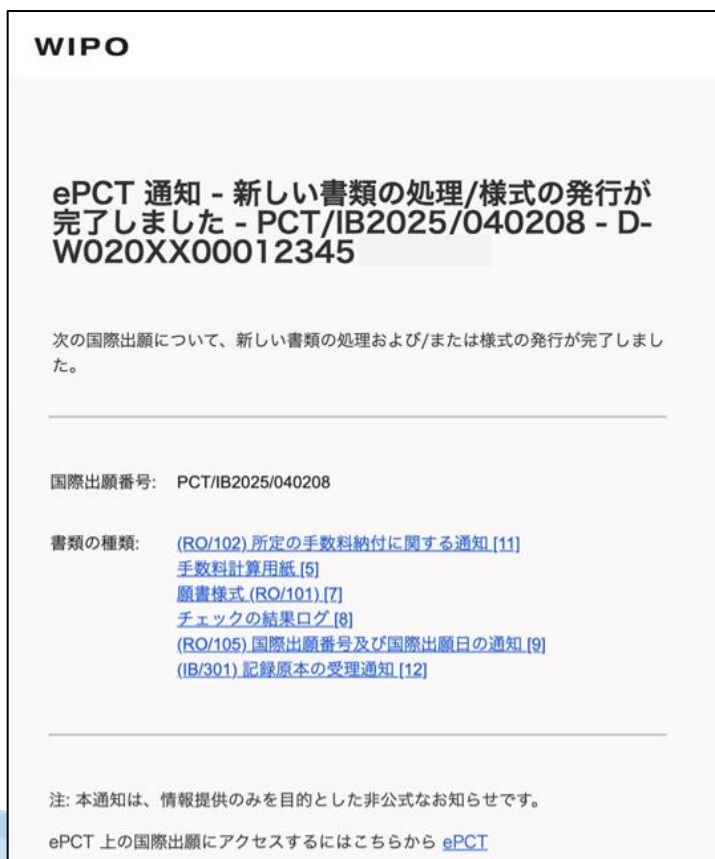 WIPO
ePCT 通知 - 新しい書類の処理/様式の発行が
完了しました - PCT/IB2025/040208 - D-
W020XX00012345
次の国際出願について、新しい書類の処理および/または様式の発行が完了しまし
た。
国際出願番号: PCT/IB2025/040208
書類の種類: (RO/102) 所定の手数料納付に関する通知 [11]
手数料計算用紙 [5]
願書様式 (RO/101) [7]
チェックの結果ログ [8]
(RO/105) 国際出願番号及び国際出願日の通知 [9]
(IB/301) 記録原本の受理通知 [12]
注: 本通知は、情報提供のみを目的とした非公式なお知らせです。
ePCT 上の国際出願にアクセスするにはこちらから ePCT